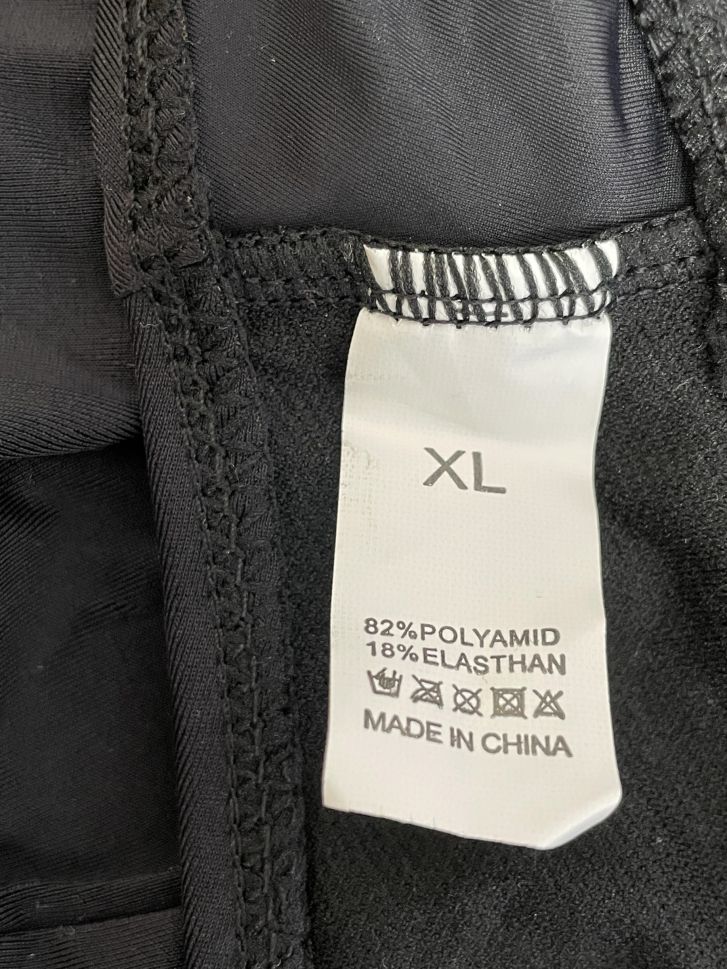 XL
82%POLYAMID
18%ELASTHAN
MADE IN CHINA